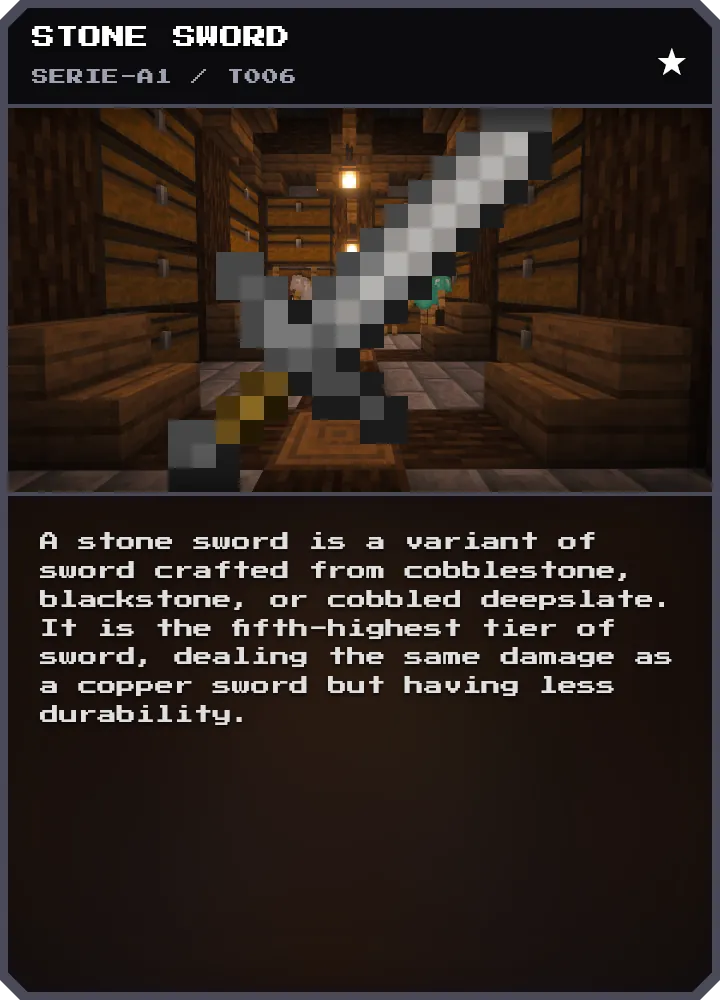 STONE SWORD
SERIE-A1 / T006
A stone sword is a variant of
sword crafted from cobblestone,
blackstone, or cobbled deepslate.
It is the fifth-highest tier of
sword, dealing the same damage as
a copper sword but having less
durability.